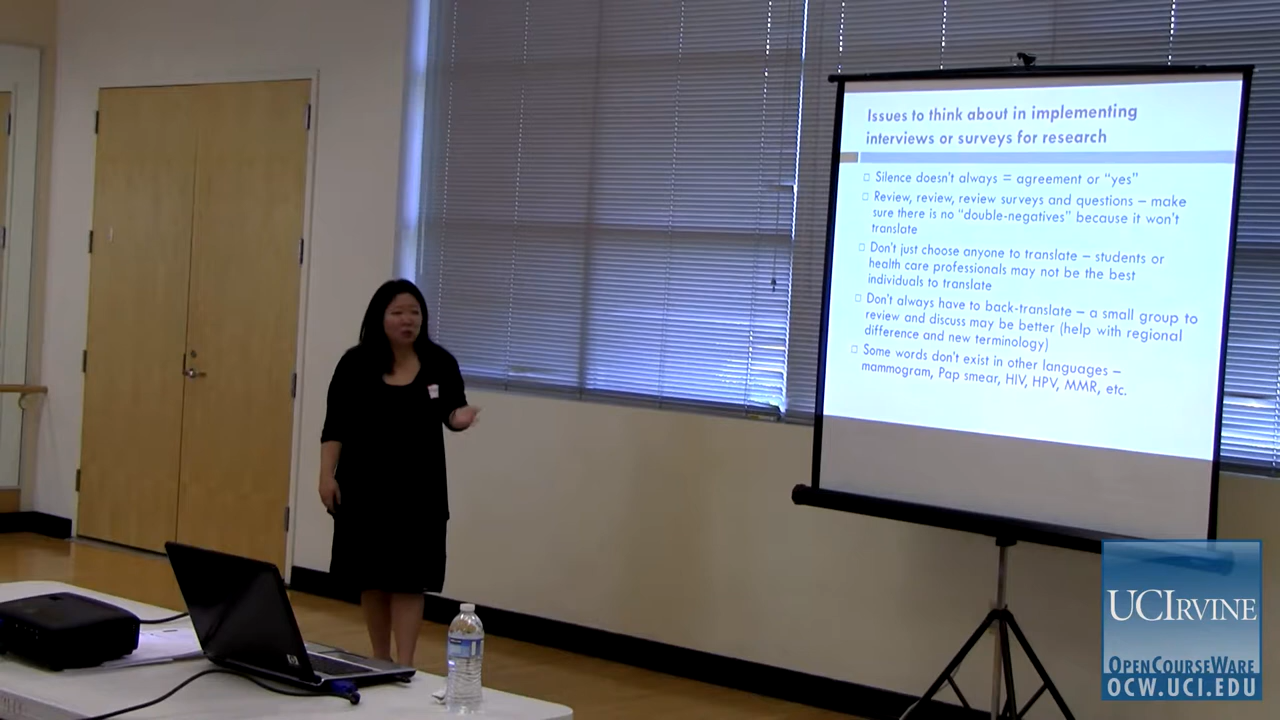 Issues to think about in implementing
interviews or surveys for research
Silence doesn't always = agreement or "yes"
Review, review, review surveys and questions – make
sure there is no "double-negatives" because it won't
translate
Don't just choose anyone to translate – students or
health care professionals may not be the best
individuals to translate
Don't always have to back-translate – a small group to
review and discuss may be better (help with regional
difference and new terminology)
Some words don't exist in other languages –
mammogram, Pap smear, HIV, HPV, MMR, etc.
UCIRVINE
OPENCOURSEWARE
OCW.UCI.EDU